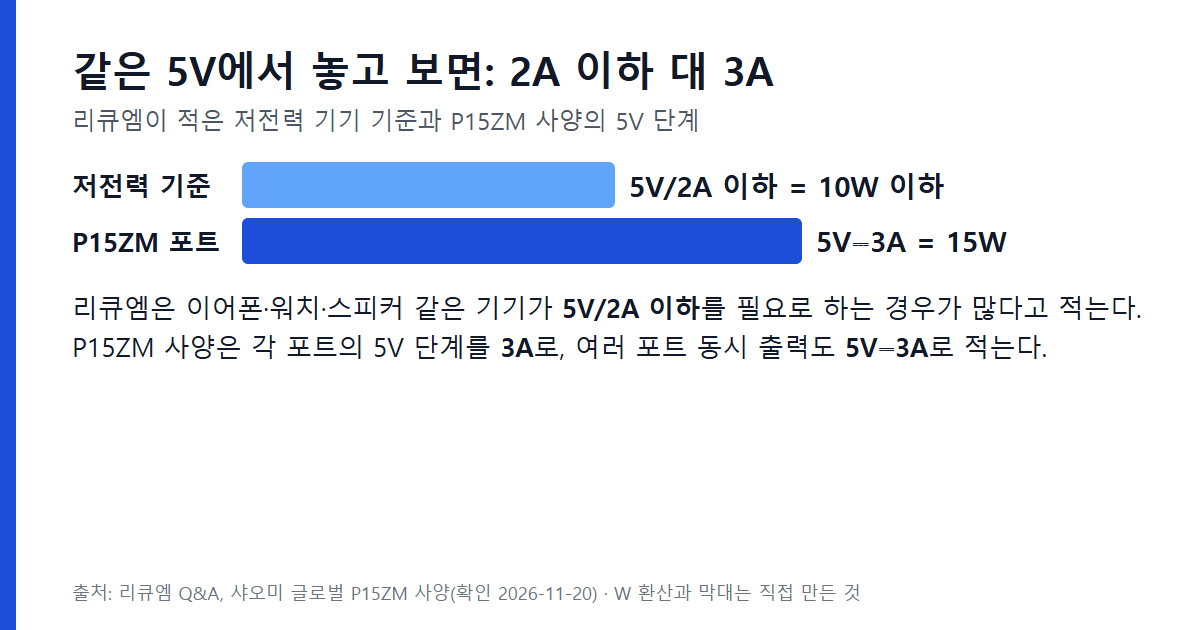 같은 5V에서 놓고 보면: 2A 이하 대 3A
리큐엠이 적은 저전력 기기 기준과 P15ZM 사양의 5V 단계
저전력 기준 5V/2A 이하 = 10W 이하
P15ZM 포트 5V⎓3A = 15W
리큐엠은 이어폰·워치·스피커 같은 기기가 5V/2A 이하를 필요로 하는 경우가 많다고 적는다.
P15ZM 사양은 각 포트의 5V 단계를 3A로, 여러 포트 동시 출력도 5V⎓3A로 적는다.
출처: 리큐엠 Q&A, 샤오미 글로벌 P15ZM 사양(확인 2026-11-20) · W 환산과 막대는 직접 만든 것